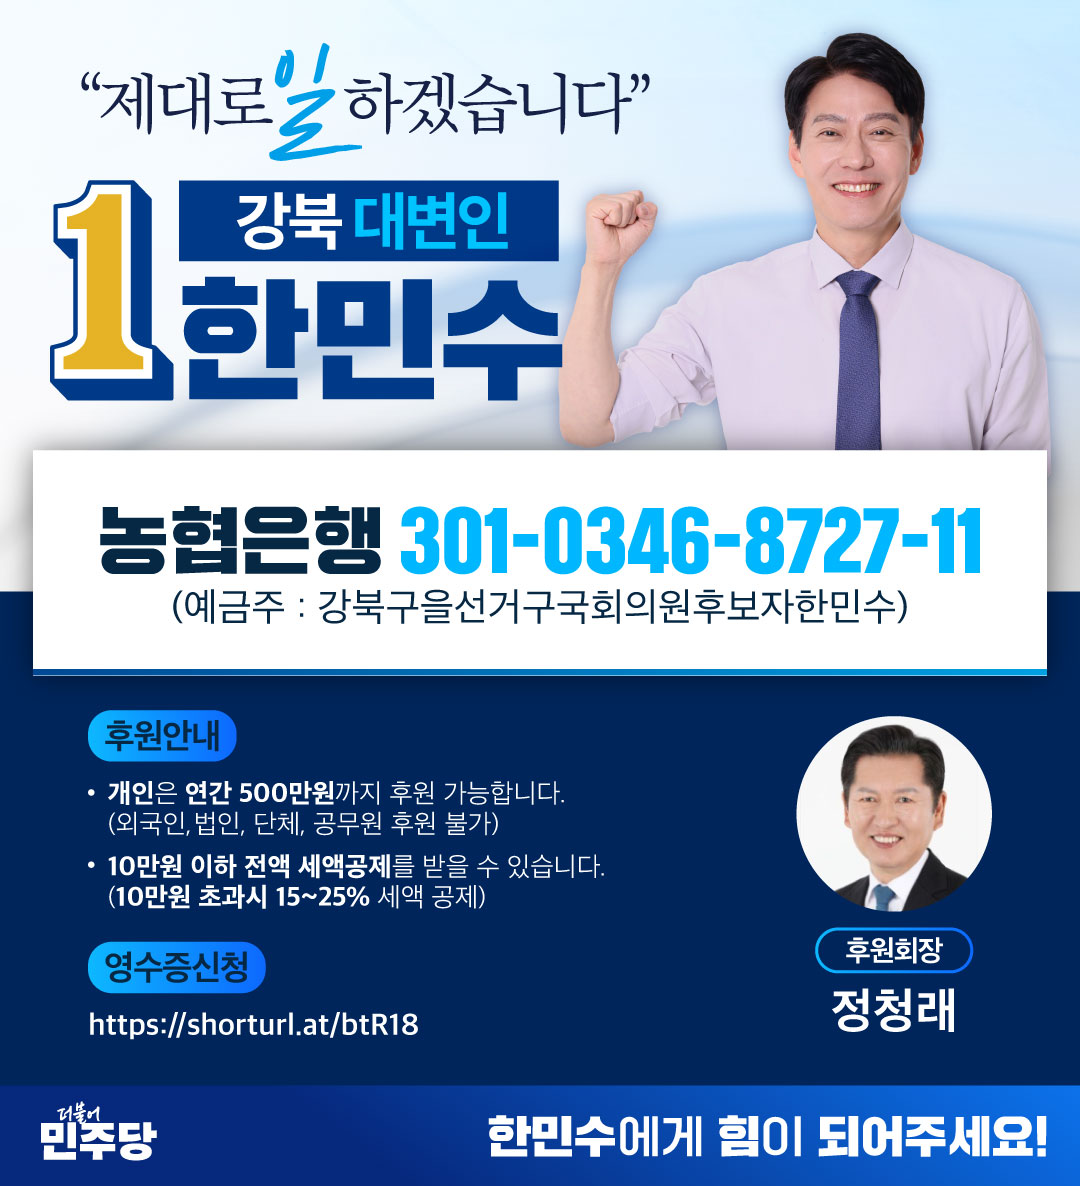 “제대로일하겠습니다”
1
강북 대변인
한민수
농협은행 301-0346-8727-11
(예금주 : 강북구을선거구국회의원후보자한민수)
후원안내
• 개인은 연간 500만원까지 후원 가능합니다.
(외국인,법인, 단체, 공무원 후원 불가)
• 10만원 이하 전액 세액공제를 받을 수 있습니다.
(10만원 초과시 15~25% 세액 공제)
영수증신청
https://shorturl.at/btR18
후원회장
정청래
더불어
민주당
한민수에게 힘이 되어주세요!